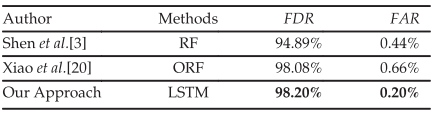 Author Methods FDR FAR
Shen et al.[3] RF 94.89% 0.44%
Xiao et al.[20] ORF 98.08% 0.66%
Our Approach LSTM 98.20% 0.20%